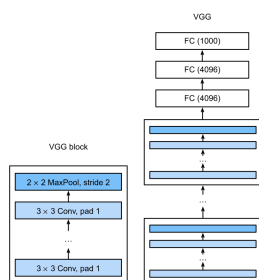 VGG
FC (1000)
FC (4096)
FC (4096)
...
...
...
VGG block
2 × 2 MaxPool, stride 2
3 × 3 Conv, pad 1
...
3 × 3 Conv, pad 1